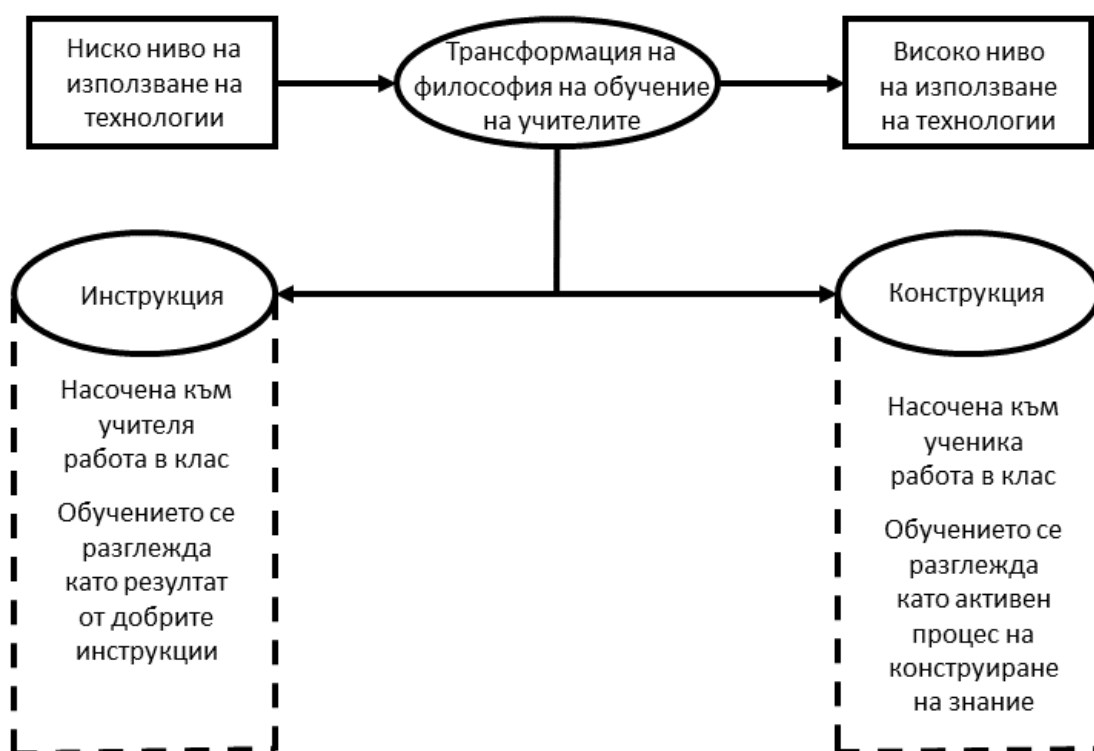 Ниско ниво на
използване на
технологии
Трансформация на
философия на обучение
на учителите
Високо ниво
на използване
на технологии
Инструкция
Конструкция
Насочена към
учителя
работа в клас
Обучението се
разглежда
като резултат
от добрите
инструкции
Насочена към
ученика
работа в клас
Обучението се
разглежда
като активен
процес на
конструиране
на знание